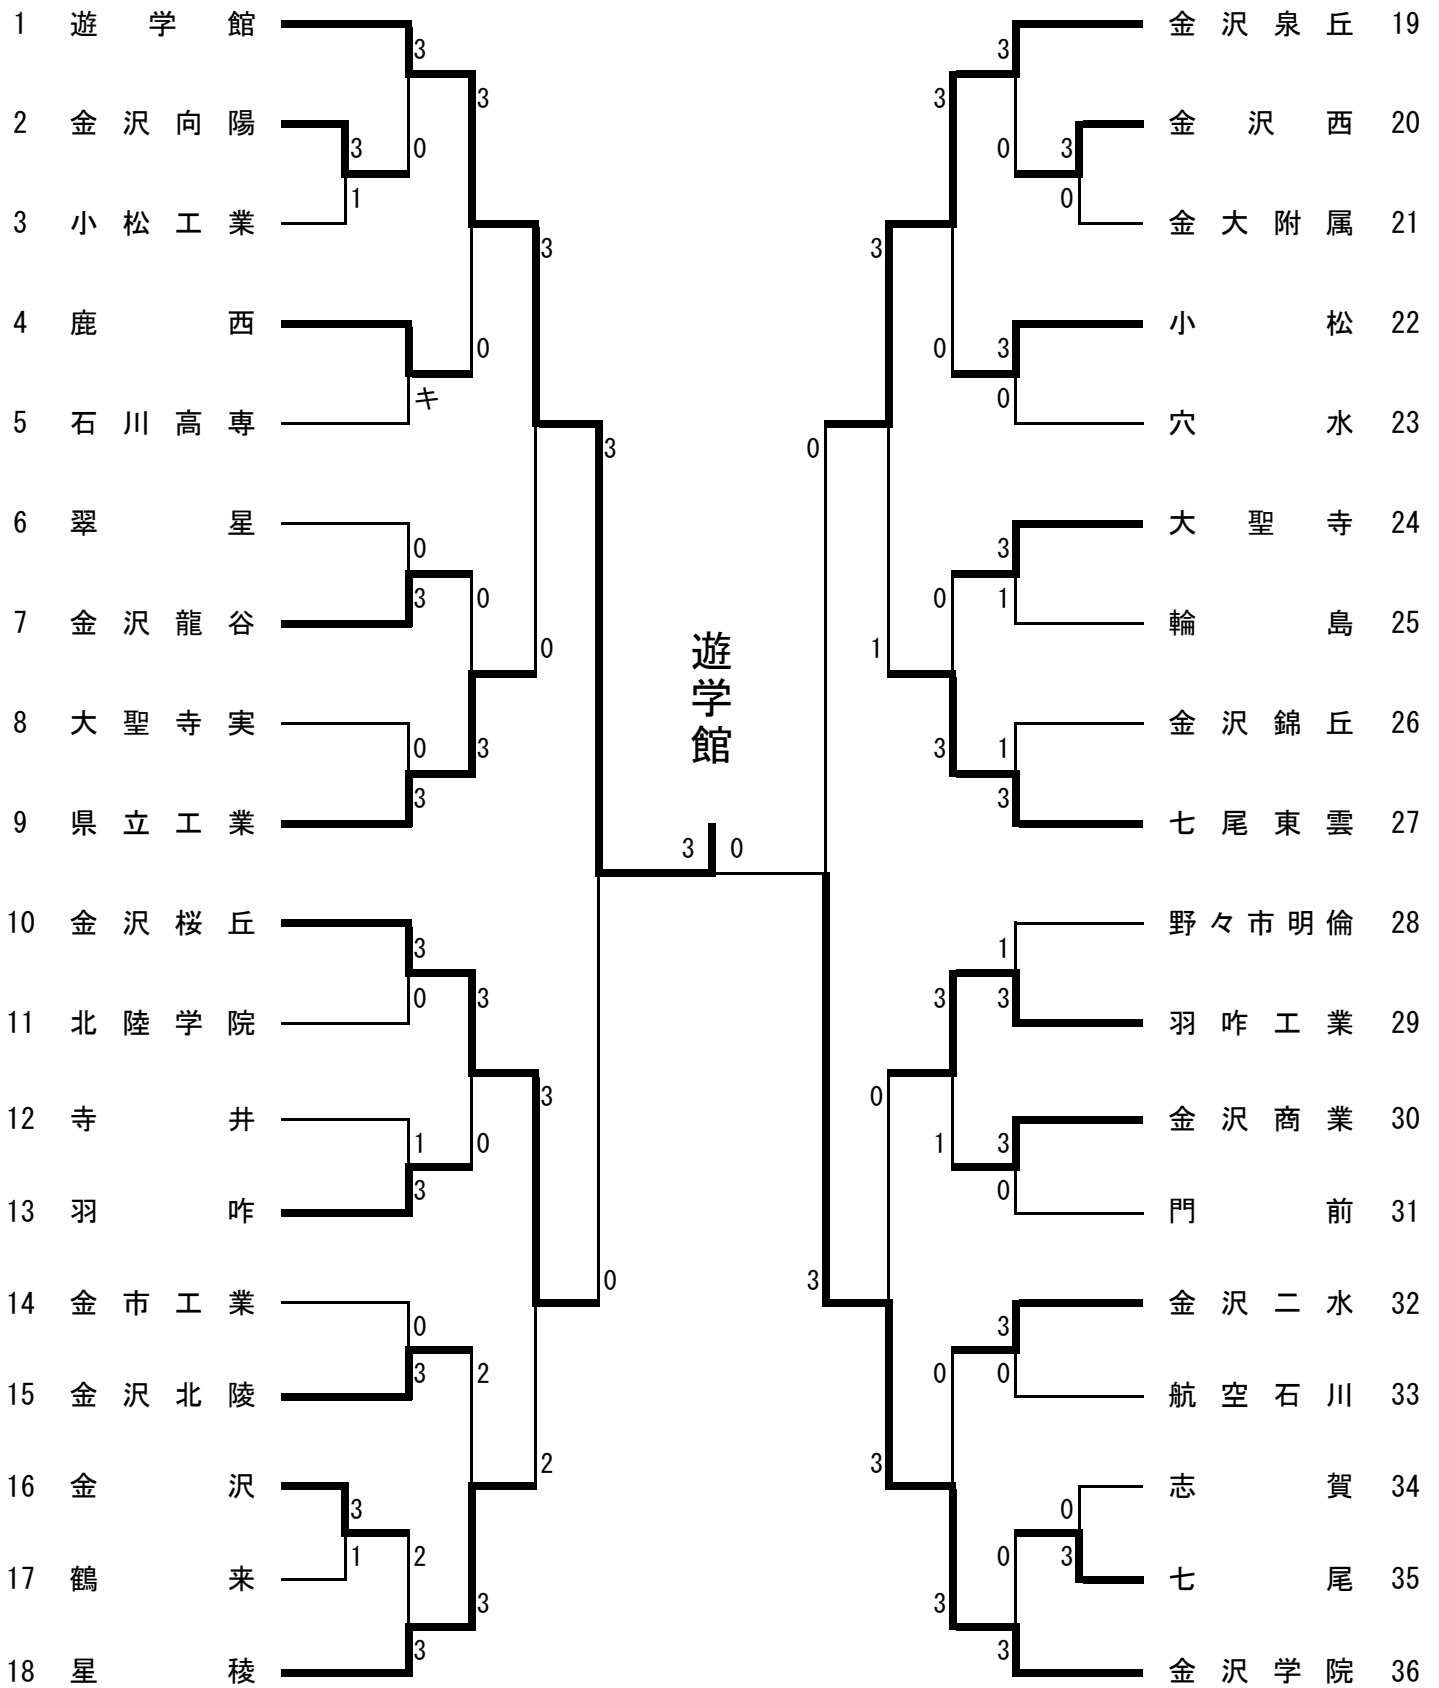 1 遊学館
2 金沢向陽
3 小松工業
4 鹿西
5 石川高専
6 翠星
7 金沢龍谷
8 大聖寺実
9 県立工業
10 金沢桜丘
11 北陸学院
12 寺井
13 羽咋
14 金市工業
15 金沢北陵
16 金沢
17 鶴来
18 星稜
3
1
3
0
キ
0
3
0
3
3
0
1
3
0
3
3
1
2
3
3
0
0
3
3
0
2
3
3
0
3
2
3
0
遊学館
3 0
0
3
3
1
0
3
3
0
0
3
3
1
0
3
3
0
3
0
3
0
3
1
1
3
1
3
3
0
3
0
0
3
0
3
金沢泉丘 19
金沢西 20
金大附属 21
小松 22
穴水 23
大聖寺 24
輪島 25
金沢錦丘 26
七尾東雲 27
野々市明倫 28
羽咋工業 29
金沢商業 30
門前 31
金沢二水 32
航空石川 33
志賀 34
七尾 35
金沢学院 36